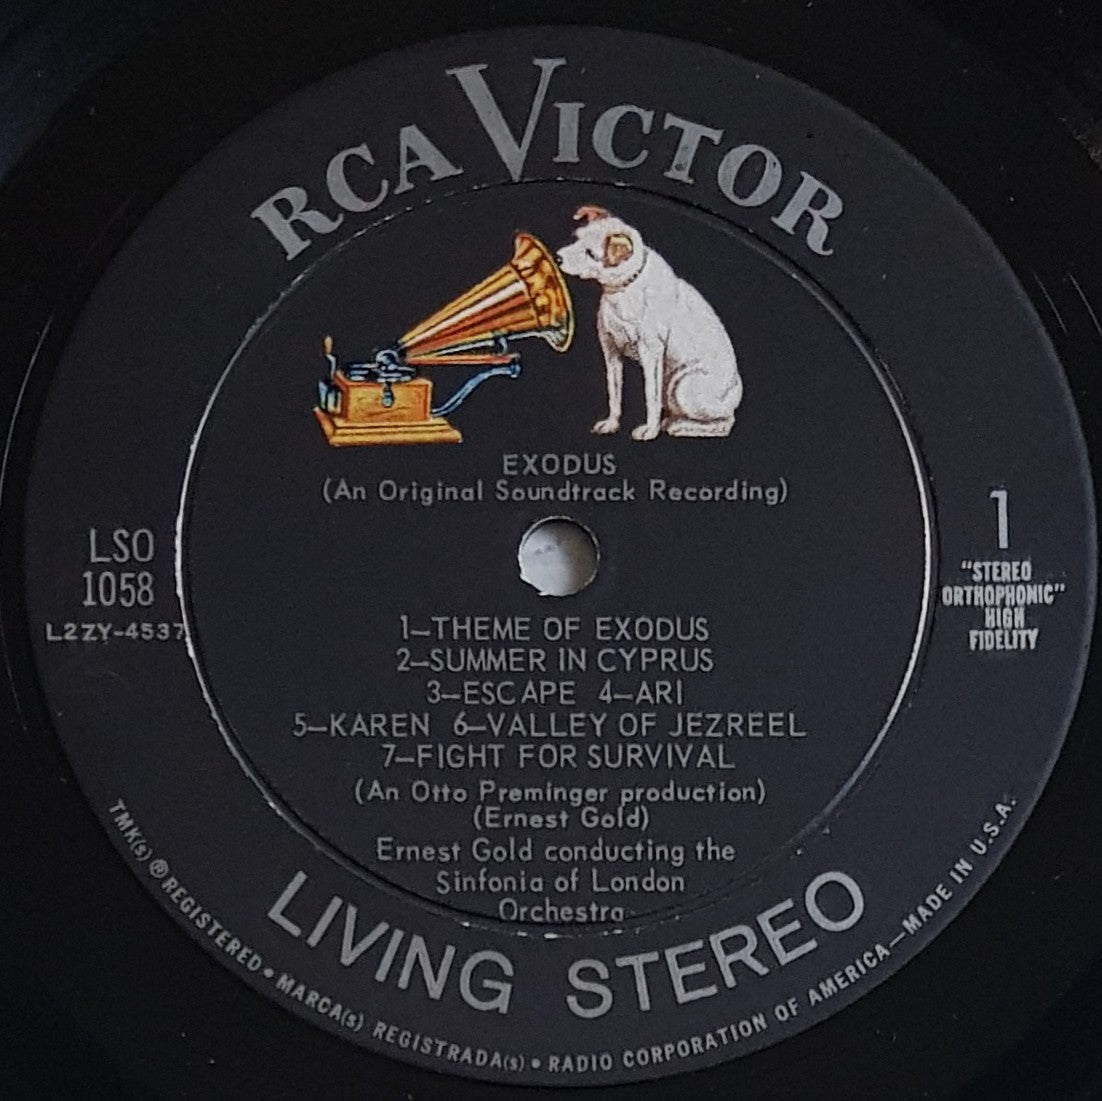 RCA VICTOR
EXODUS
(An Original Soundtrack Recording)
LSO
1058
L2ZY-4537
1
"STEREO
ORTHOPHONIC"
HIGH
FIDELITY
1—THEME OF EXODUS
2—SUMMER IN CYPRUS
3—ESCAPE 4—ARI
5—KAREN 6—VALLEY OF JEZREEL
7—FIGHT FOR SURVIVAL
(An Otto Preminger production)
(Ernest Gold)
Ernest Gold conducting the
Sinfonia of London
Orchestra
LIVING STEREO
TMK(s) ® REGISTERED • MARCA(s) REGISTRADA(s) • RADIO CORPORATION OF AMERICA—MADE IN U.S.A.